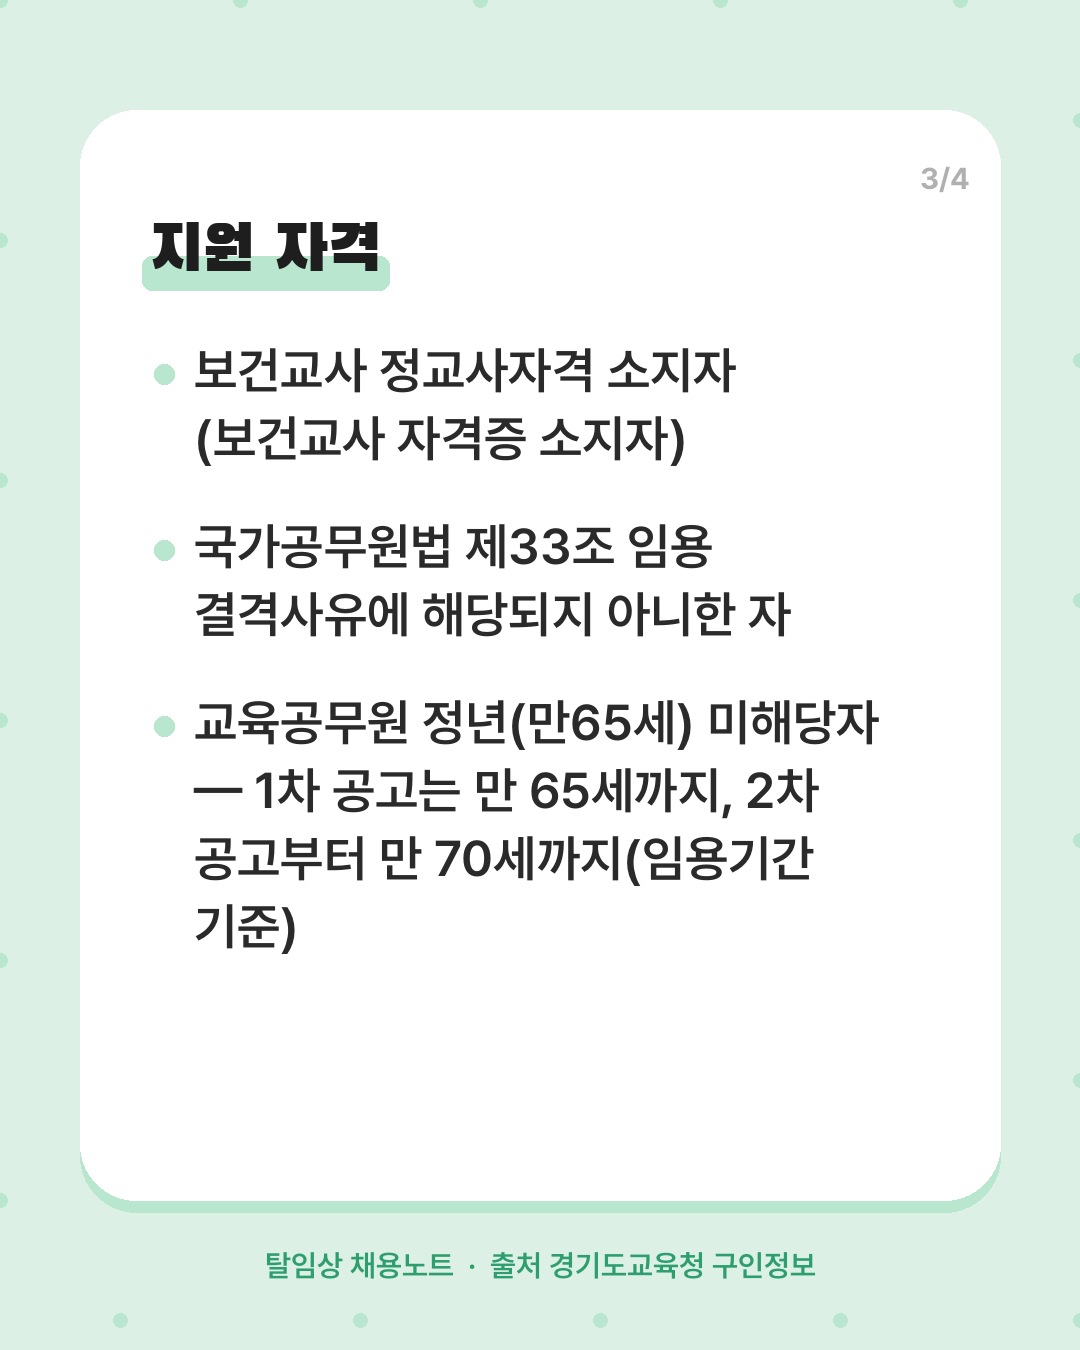 3/4
지원 자격
보건교사 정교사자격 소지자
(보건교사 자격증 소지자)
국가공무원법 제33조 임용
결격사유에 해당되지 아니한 자
교육공무원 정년(만65세) 미해당자
— 1차 공고는 만 65세까지, 2차
공고부터 만 70세까지(임용기간
기준)
탈임상 채용노트 · 출처 경기도교육청 구인정보